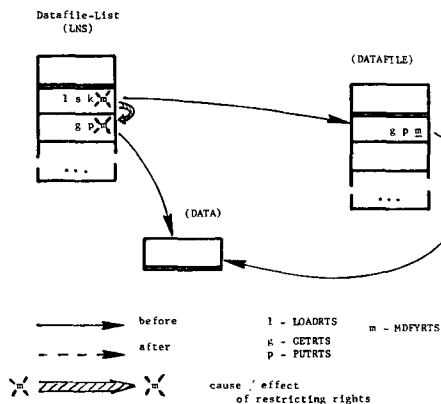 Datafile-List
(LNS)
(DATAFILE)
l s k m
g p m
g p m
...
...
(DATA)
before
after
l - LOADRTS
g - GETRTS
p - PUTRTS
m - MDFYRTS
m
m
cause / effect
of restricting rights